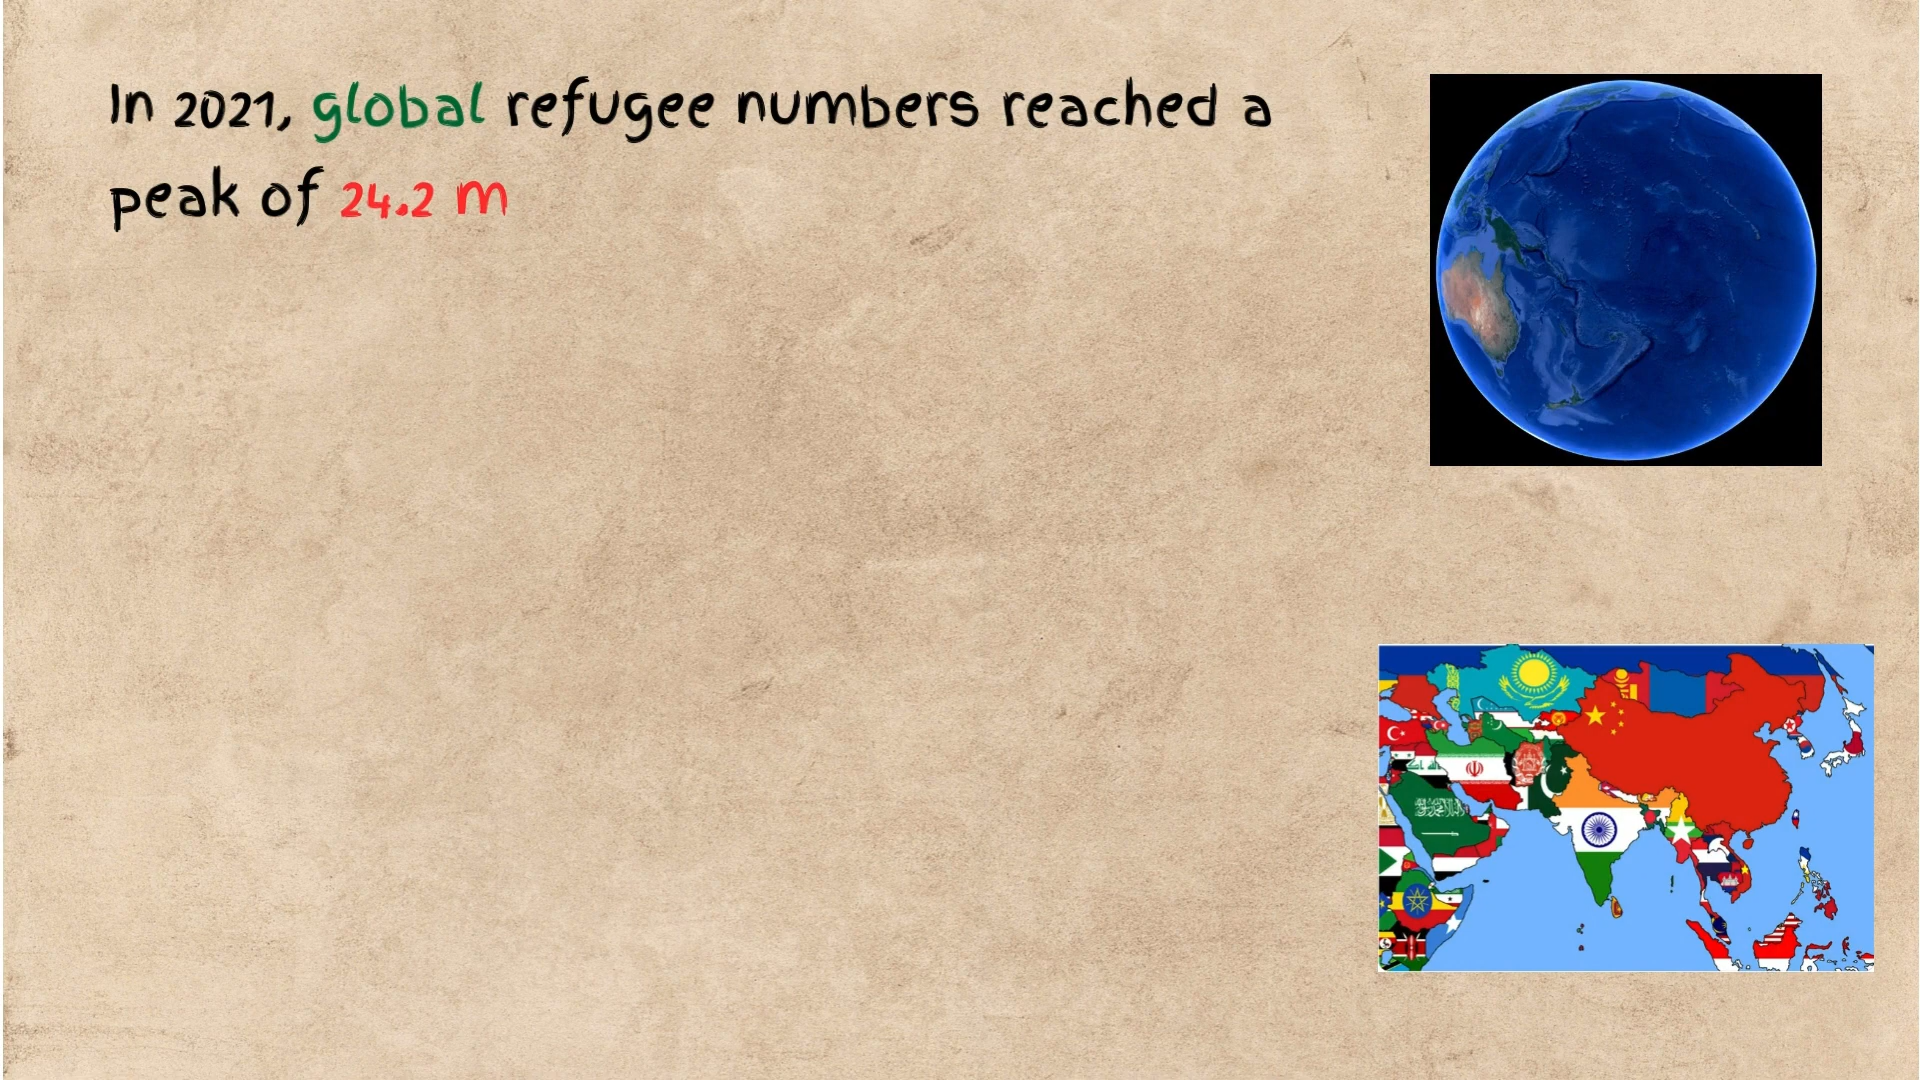 In 2021, global refugee numbers reached a
peak of 24.2 m